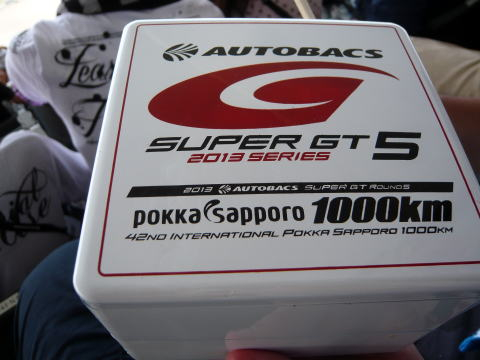 AUTOBACS
SUPER GT 5
2013 SERIES
2013 AUTOBACS SUPER GT ROUND5
pokka sapporo 1000km
42ND INTERNATIONAL POKKA SAPPORO 1000KM